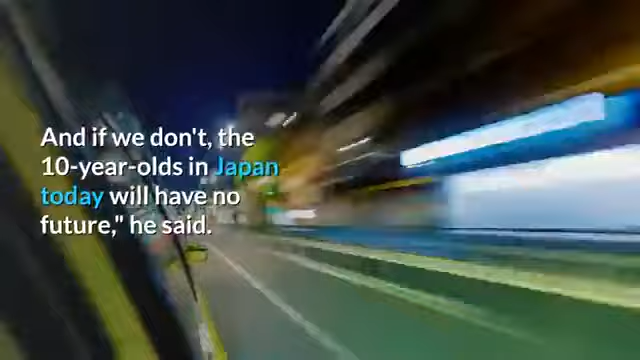 And if we don't, the
10-year-olds in Japan
today will have no
future," he said.